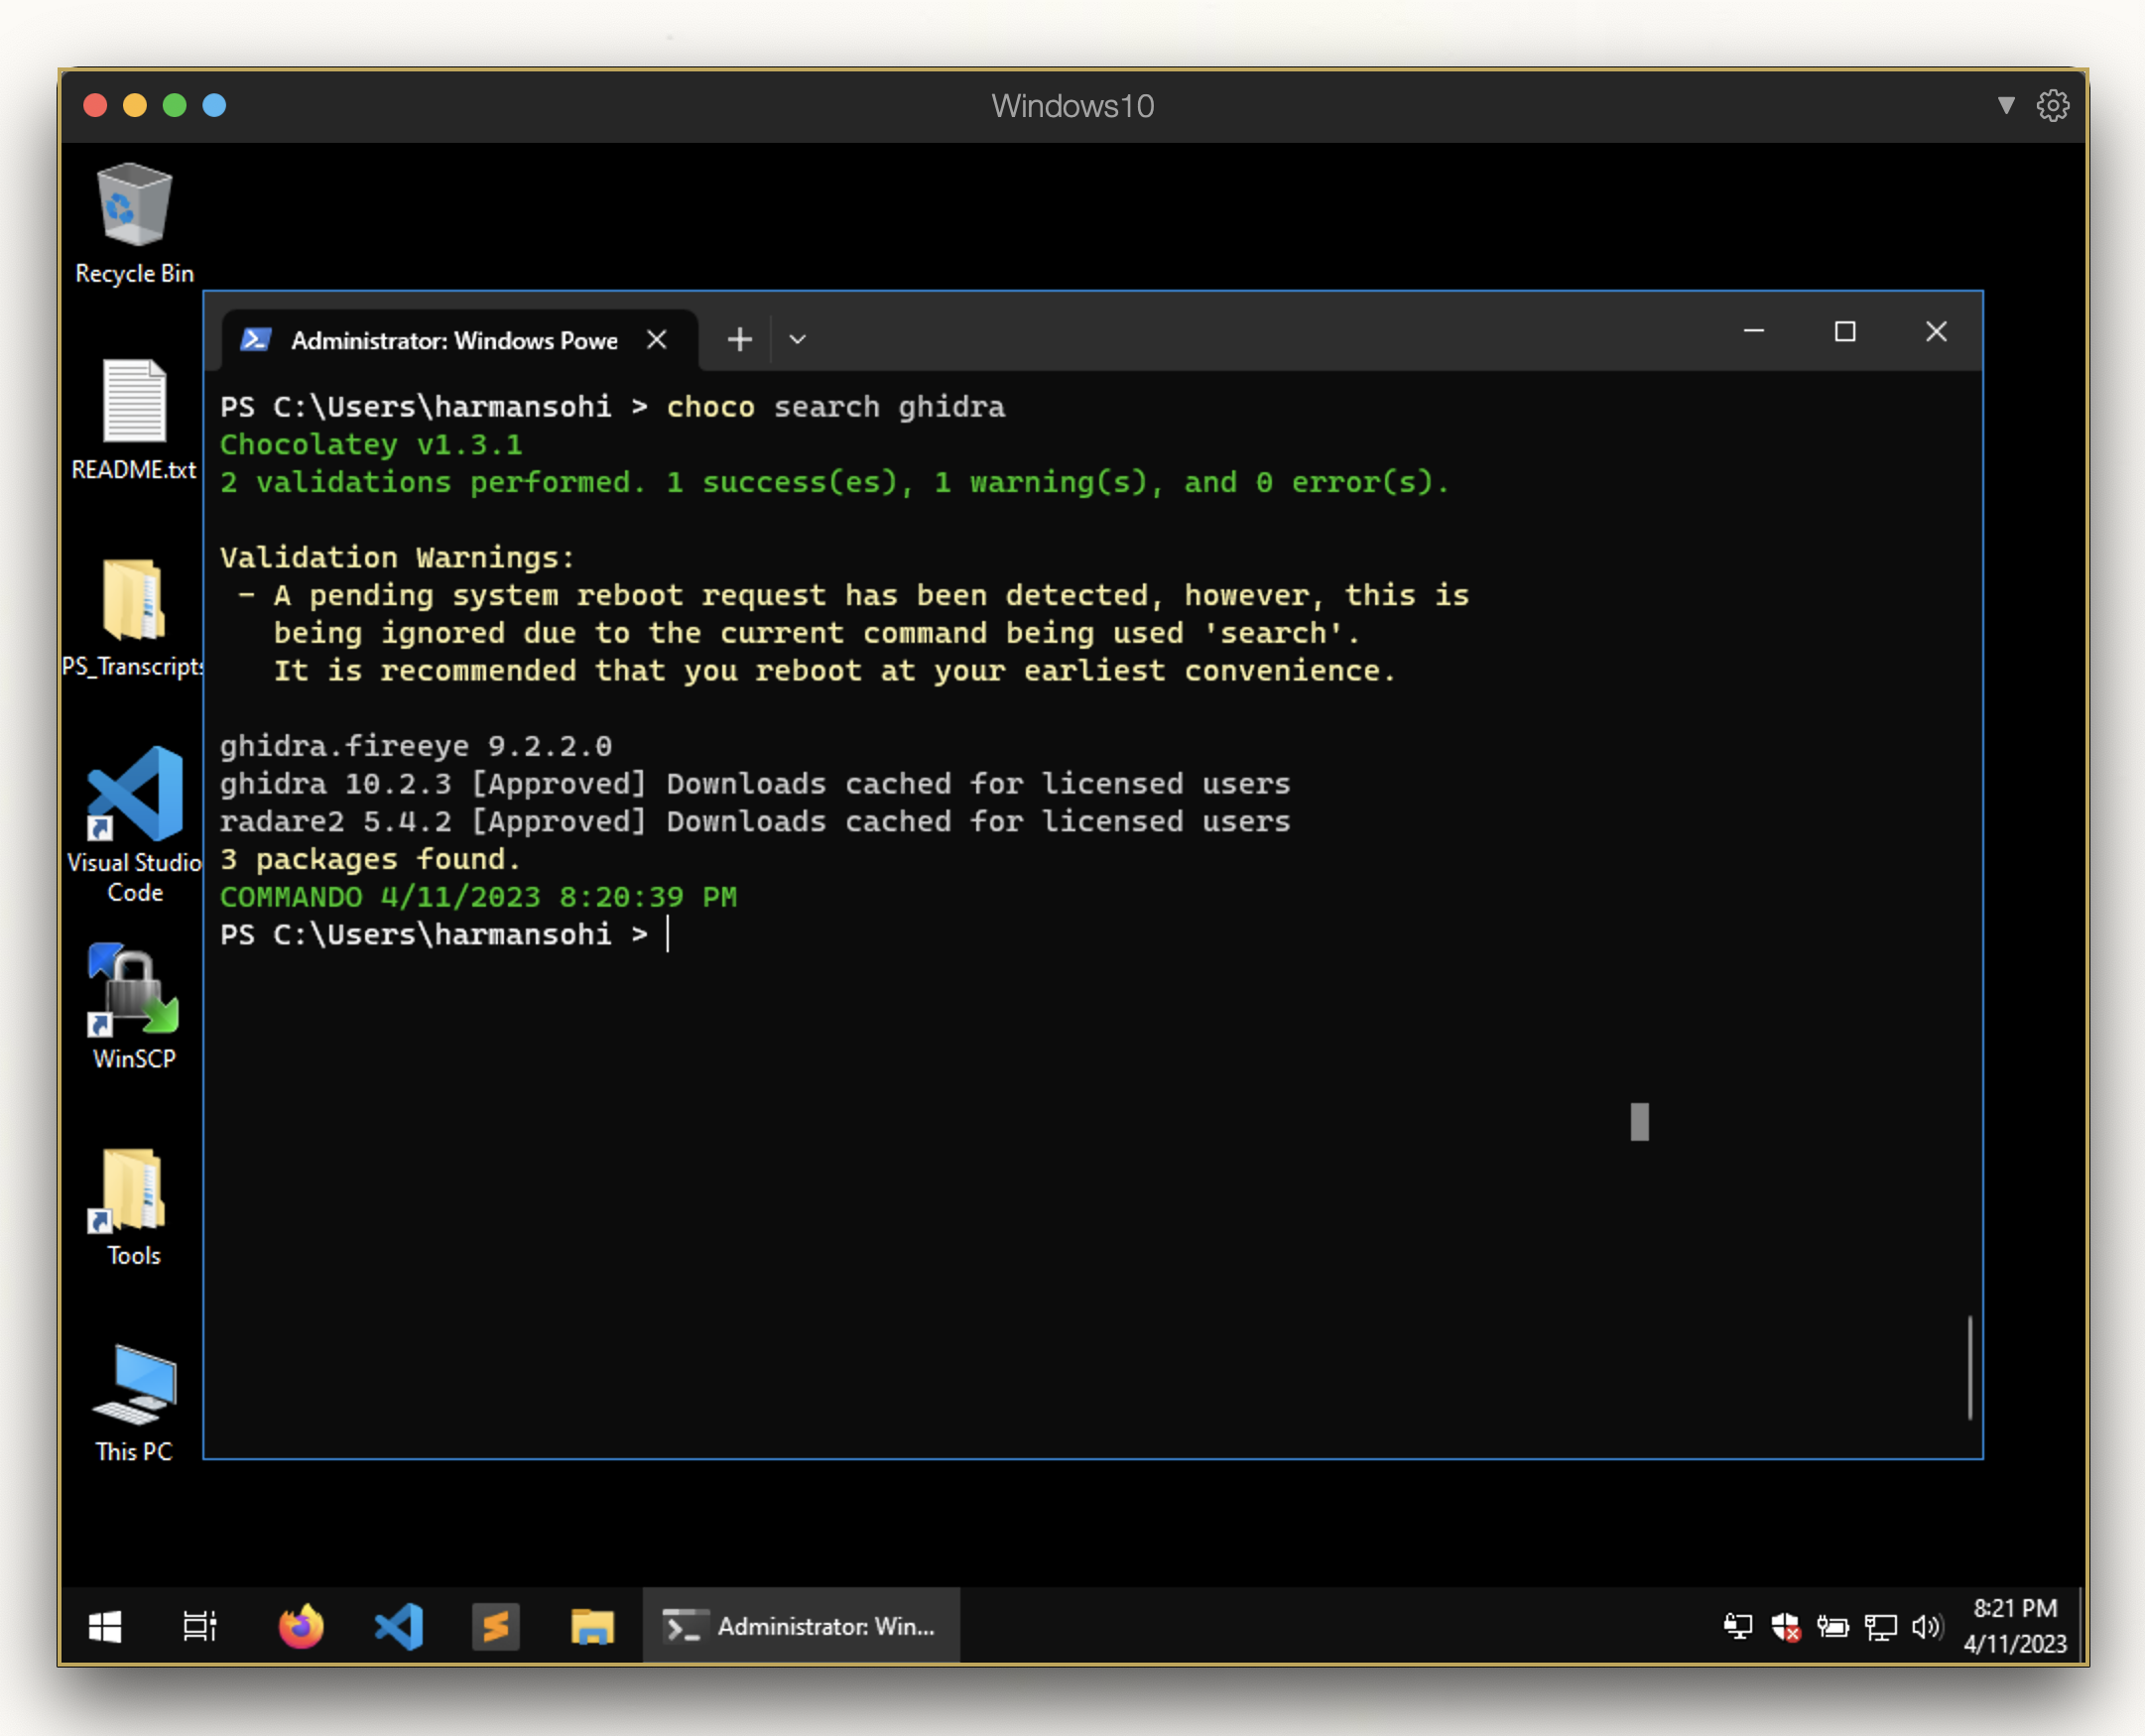 Windows10
Recycle Bin
README.txt
PS_Transcripts
Visual Studio
Code
WinSCP
Tools
This PC
Administrator: Windows Powe
PS C:\Users\harmansohi > choco search ghidra
Chocolatey v1.3.1
2 validations performed. 1 success(es), 1 warning(s), and 0 error(s).
Validation Warnings:
- A pending system reboot request has been detected, however, this is
being ignored due to the current command being used 'search'.
It is recommended that you reboot at your earliest convenience.
ghidra.fireeye 9.2.2.0
ghidra 10.2.3 [Approved] Downloads cached for licensed users
radare2 5.4.2 [Approved] Downloads cached for licensed users
3 packages found.
COMMANDO 4/11/2023 8:20:39 PM
PS C:\Users\harmansohi >
Administrator: Win...
8:21 PM
4/11/2023